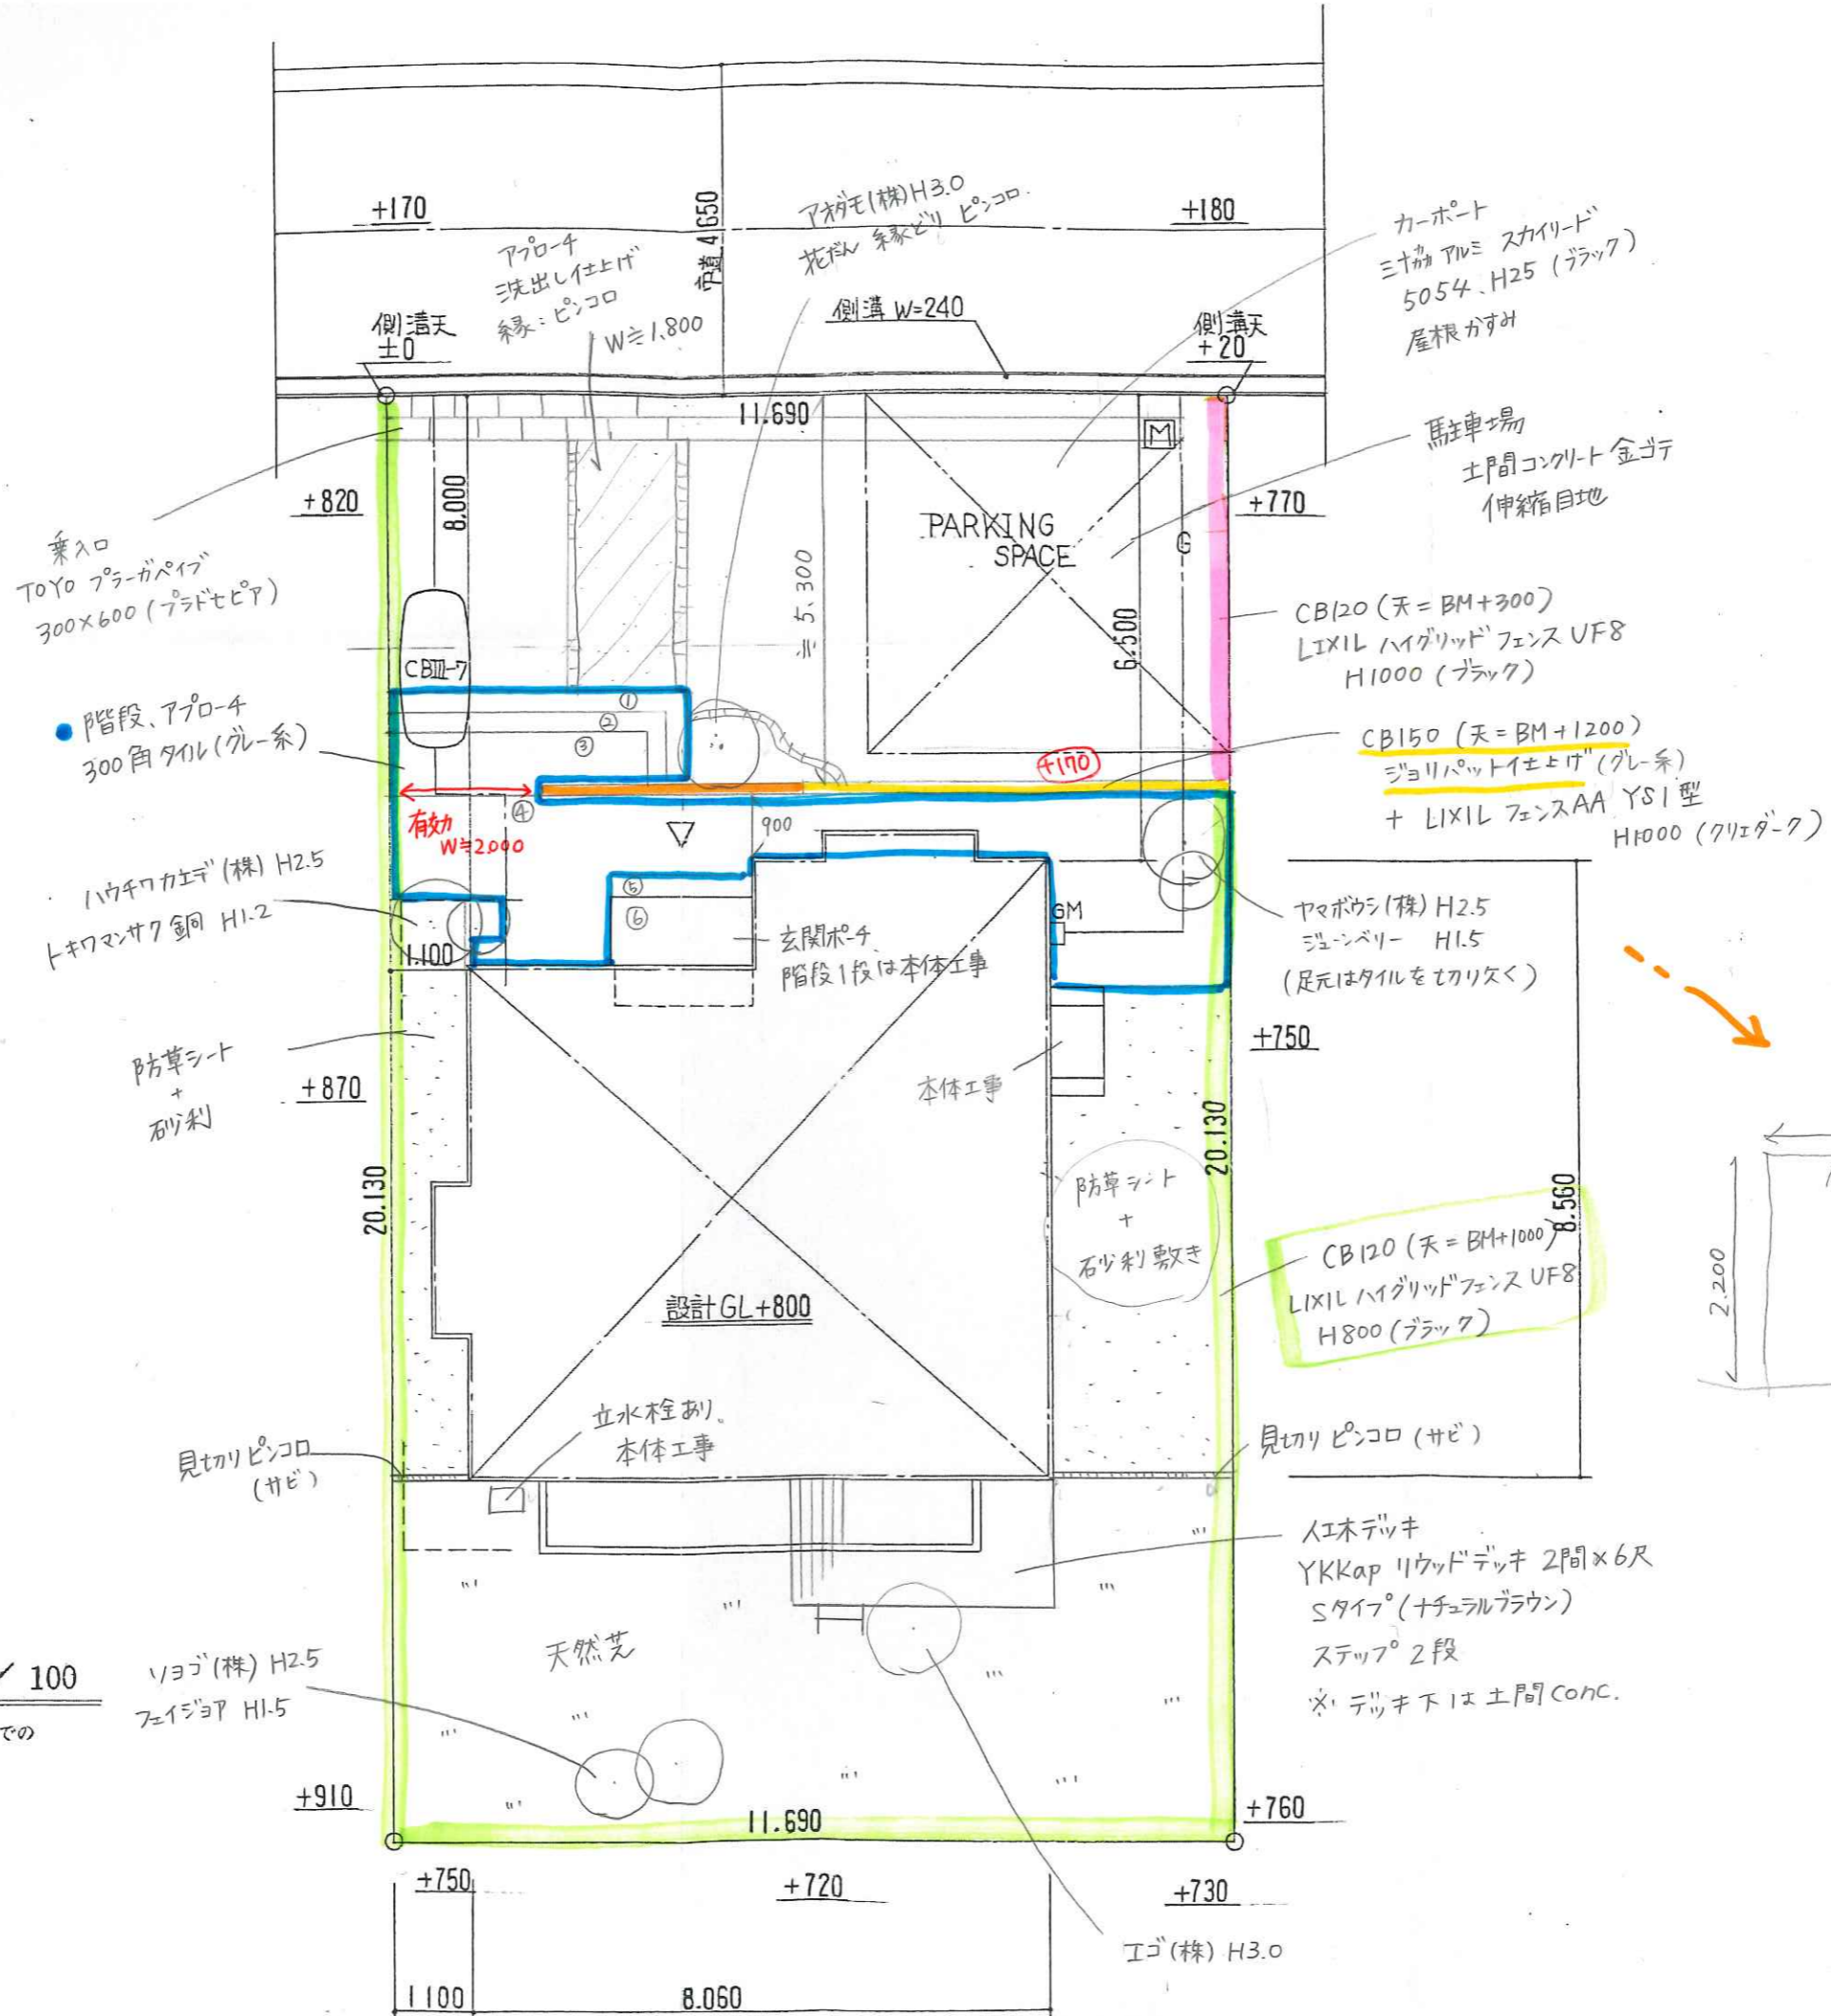 +170
市道 4.650
+180
アプローチ
洗出し仕上げ
縁：ピンコロ
W≒1.800
アオダモ(株)H3.0
花だん 縁どり ピンコロ
カーポート
三協アルミ スカイリード
5054、H25 (ブラック)
屋根かすみ
側溝天
±0
側溝 W=240
側溝天
+20
11.690
M
駐車場
土間コンクリート金ゴテ
伸縮目地
+820
8.000
+770
PARKING
SPACE
G
≒5.300
6.500
乗入口
TOYO プラーガペイブ
300×600 (プラドセピア)
CBⅢ-7
CB120 (天=BM+300)
LIXIL ハイグリッドフェンス UF8
H1000 (ブラック)
階段、アプローチ
300角タイル(グレー系)
①
②
③
④
+170
CB150 (天=BM+1200)
ジョリパット仕上げ (グレー系)
+ LIXIL フェンスAA YS1型
H1000 (クリエダーク)
有効
W≒2000
900
ハウチワカエデ(株) H2.5
トキワマンサク 銅 H1.2
⑤
⑥
1.100
玄関ポーチ
階段1段は本体工事
GM
ヤマボウシ(株) H2.5
ジューンベリー H1.5
(足元はタイルを切り欠く)
防草シート
+
砂利
+870
本体工事
+750
20.130
20.130
防草シート
+
砂利敷き
8.560
CB120 (天=BM+1000)
LIXIL ハイグリッドフェンス UF8
H800 (ブラック)
2.200
設計GL+800
立水栓あり。
本体工事
見切りピンコロ
(サビ)
見切りピンコロ (サビ)
人工木デッキ
YKKap リウッドデッキ 2間×6尺
Sタイプ(ナチュラルブラウン)
ステップ2段
※ デッキ下は土間conc.
天然芝
100
での
ソヨゴ(株) H2.5
フェイジョア H1.5
+910
11.690
+760
+750
+720
+730
エゴ(株) H3.0
1100
8.060